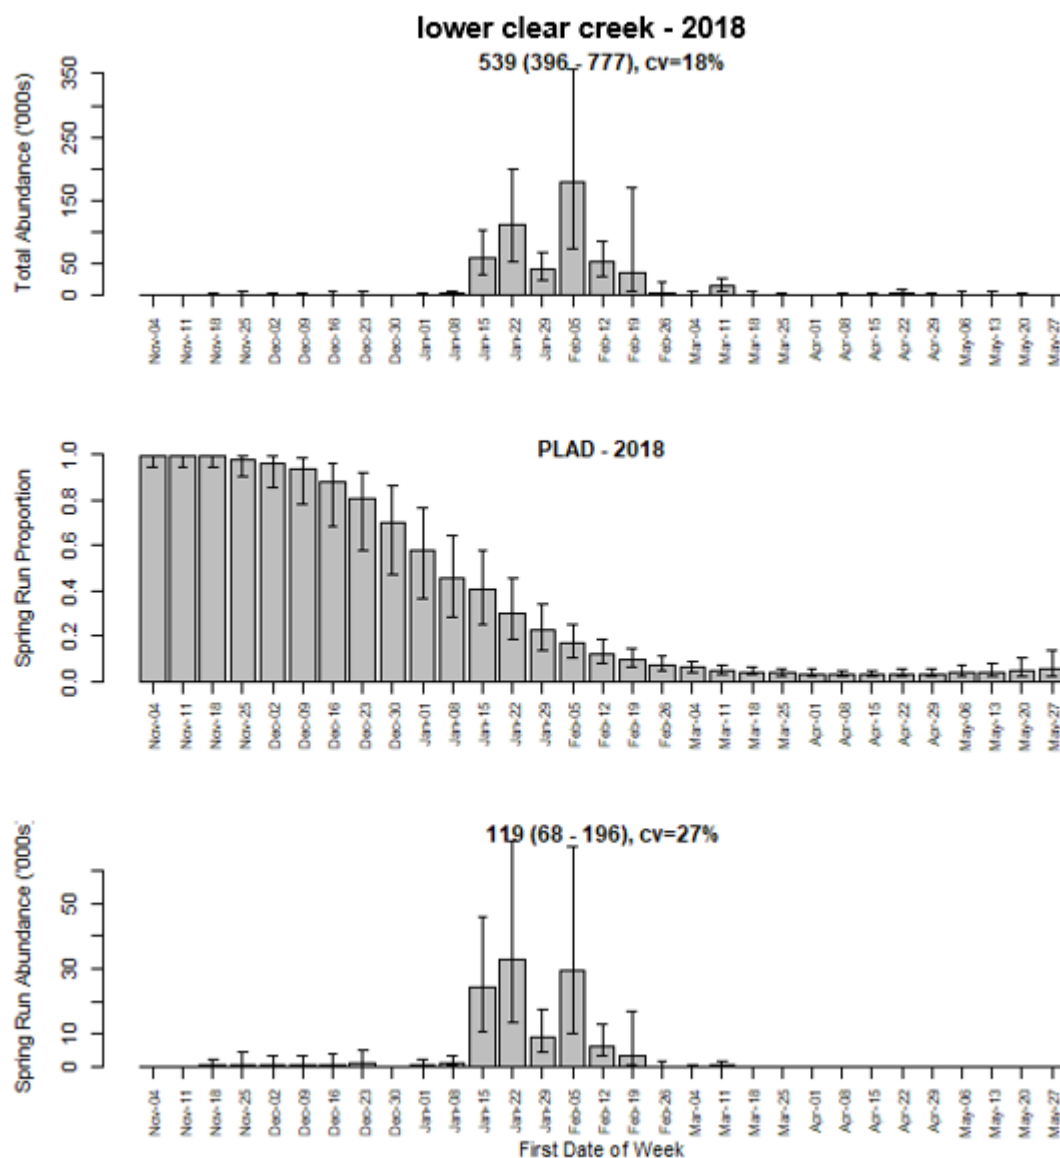 lower clear creek - 2018
539 (396 - 777), cv=18%
Total Abundance ('000s)
350
250
150
50
0
Nov-04 Nov-11 Nov-18 Nov-25 Dec-02 Dec-09 Dec-16 Dec-23 Dec-30 Jan-01 Jan-08 Jan-15 Jan-22 Jan-29 Feb-05 Feb-12 Feb-19 Feb-26 Mar-04 Mar-11 Mar-18 Mar-25 Apr-01 Apr-08 Apr-15 Apr-22 Apr-29 May-06 May-13 May-20 May-27
PLAD - 2018
Spring Run Proportion
1.0
0.8
0.6
0.4
0.2
0.0
Nov-04 Nov-11 Nov-18 Nov-25 Dec-02 Dec-09 Dec-16 Dec-23 Dec-30 Jan-01 Jan-08 Jan-15 Jan-22 Jan-29 Feb-05 Feb-12 Feb-19 Feb-26 Mar-04 Mar-11 Mar-18 Mar-25 Apr-01 Apr-08 Apr-15 Apr-22 Apr-29 May-06 May-13 May-20 May-27
119 (68 - 196), cv=27%
Spring Run Abundance ('000s
50
30
10
0
Nov-04 Nov-11 Nov-18 Nov-25 Dec-02 Dec-09 Dec-16 Dec-23 Dec-30 Jan-01 Jan-08 Jan-15 Jan-22 Jan-29 Feb-05 Feb-12 Feb-19 Feb-26 Mar-04 Mar-11 Mar-18 Mar-25 Apr-01 Apr-08 Apr-15 Apr-22 Apr-29 May-06 May-13 May-20 May-27
First Date of Week